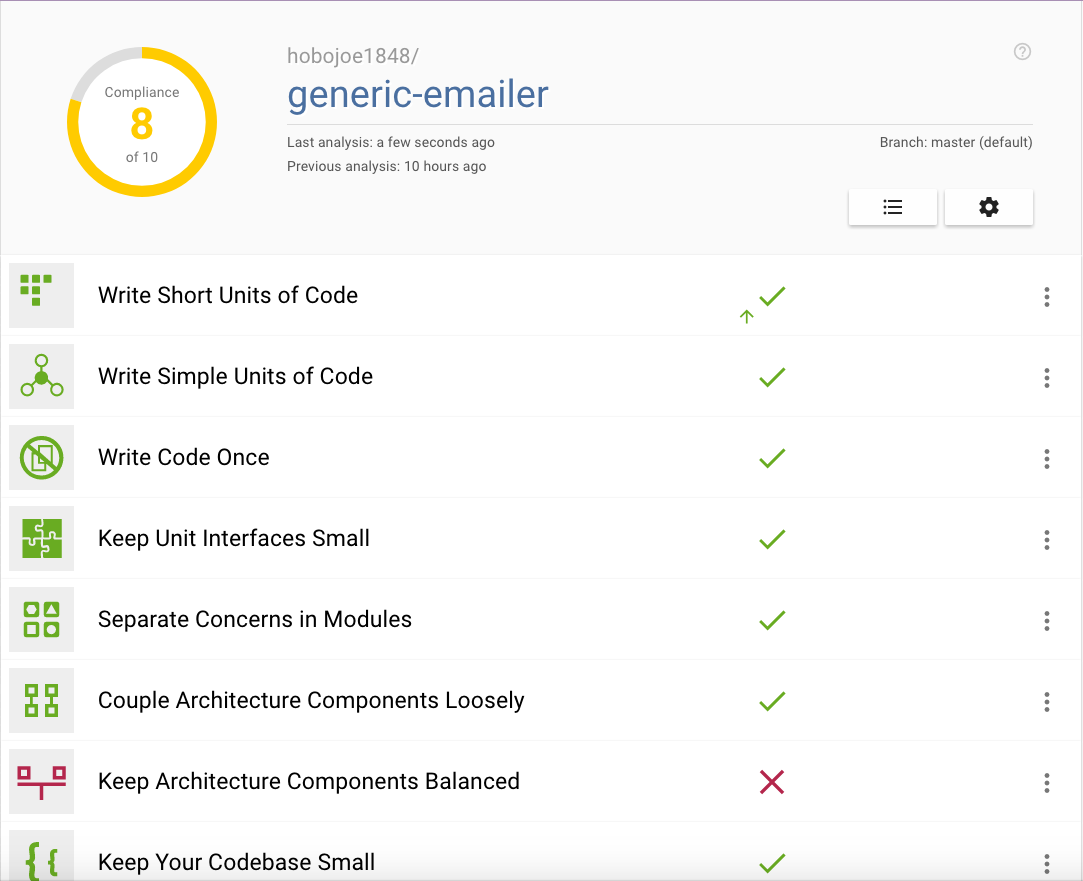 hobojoe1848/
generic-emailer
Compliance
8
of 10
Last analysis: a few seconds ago
Branch: master (default)
Previous analysis: 10 hours ago
Write Short Units of Code
Write Simple Units of Code
Write Code Once
Keep Unit Interfaces Small
Separate Concerns in Modules
Couple Architecture Components Loosely
Keep Architecture Components Balanced
Keep Your Codebase Small